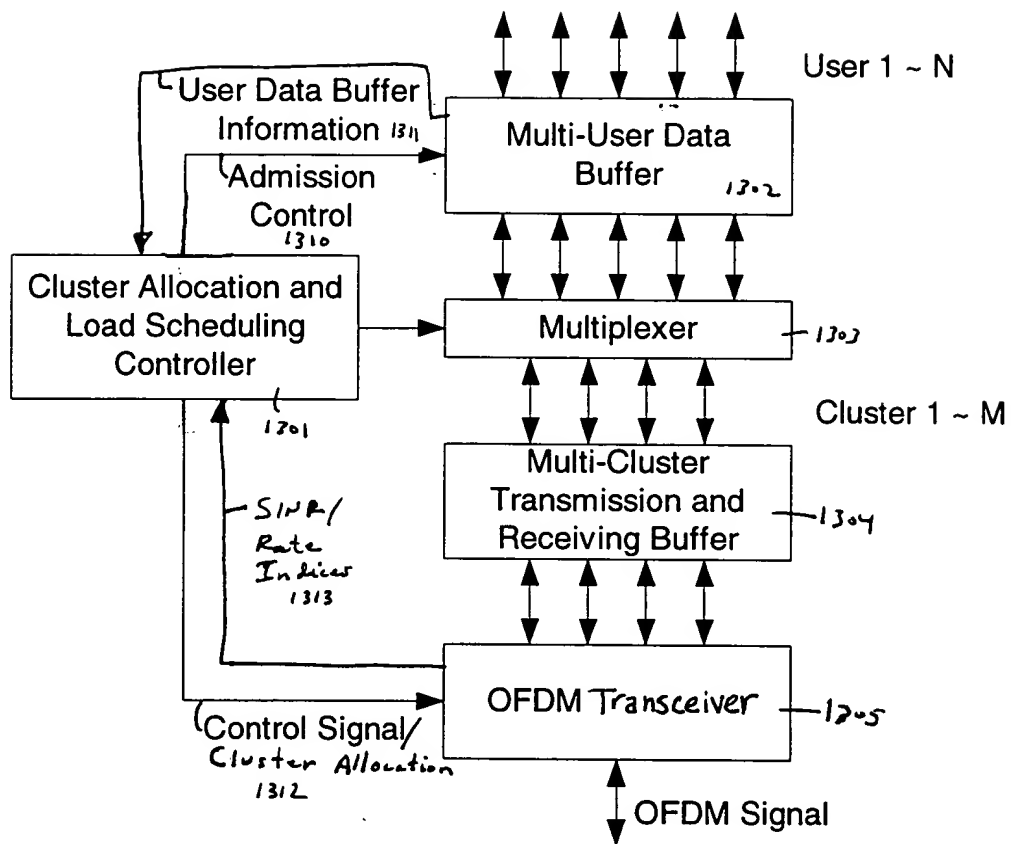 User 1 ~ N
User Data Buffer
Information 1311
Multi-User Data
Buffer
1302
Admission
Control
1310
Cluster Allocation and
Load Scheduling
Controller
1301
Multiplexer
1303
Cluster 1 ~ M
Multi-Cluster
Transmission and
Receiving Buffer
1304
SINR/
Rate
Indices
1313
OFDM Transceiver
1305
Control Signal/
Cluster Allocation
1312
OFDM Signal